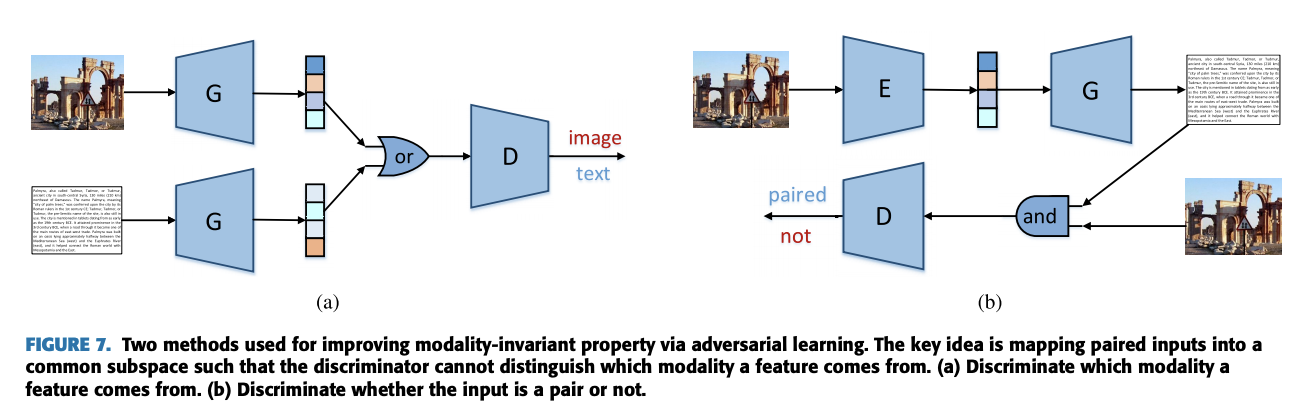 G
or
D
image
text
G
Palmyra, also called Tadmur, Tadmor, or
ancient city in south-central Syria, 130 miles (210 km)
northeast of Damascus. The name Palmyra, meaning
"city of palm trees," was conferred upon the city by its
Roman rulers in the 1st century CE; Tadmur, Tadmor, or
the pre-Semitic name of the site, is also still in
use. The city is mentioned in tablets dating from as early
as the 19th century BCE. It attained prominence in the
3rd century BCE, when a road through it became one of
the main routes of east-west trade. Palmyra was built
on an oasis lying approximately halfway between the
Mediterranean Sea (west) and the Euphrates River
(east), and it helped connect the Roman world with
Mesopotamia and the East.
(a)
E
G
Palmyra, also called Tadmur, Tadmor, or
ancient city in south-central Syria, 130 miles (210 km)
northeast of Damascus. The name Palmyra, meaning
"city of palm trees," was conferred upon the city by its
Roman rulers in the 1st century CE; Tadmur, Tadmor, or
the pre-Semitic name of the site, is also still in
use. The city is mentioned in tablets dating from as early
as the 19th century BCE. It attained prominence in the
3rd century BCE, when a road through it became one of
the main routes of east-west trade. Palmyra was built
on an oasis lying approximately halfway between the
Mediterranean Sea (west) and the Euphrates River
(east), and it helped connect the Roman world with
Mesopotamia and the East.
paired
not
D
and
(b)
FIGURE 7. Two methods used for improving modality-invariant property via adversarial learning. The key idea is mapping paired inputs into a
common subspace such that the discriminator cannot distinguish which modality a feature comes from. (a) Discriminate which modality a
feature comes from. (b) Discriminate whether the input is a pair or not.